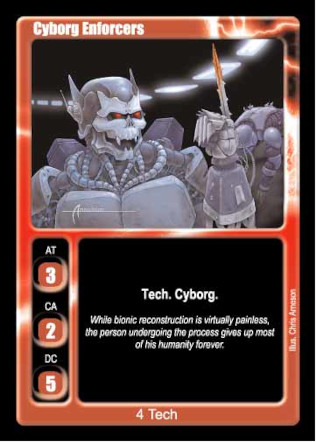 Cyborg Enforcers
AT
3
CA
2
DC
5
Tech. Cyborg.
While bionic reconstruction is virtually painless,
the person undergoing the process gives up most
of his humanity forever.
Illus. Chris Arneson
4 Tech